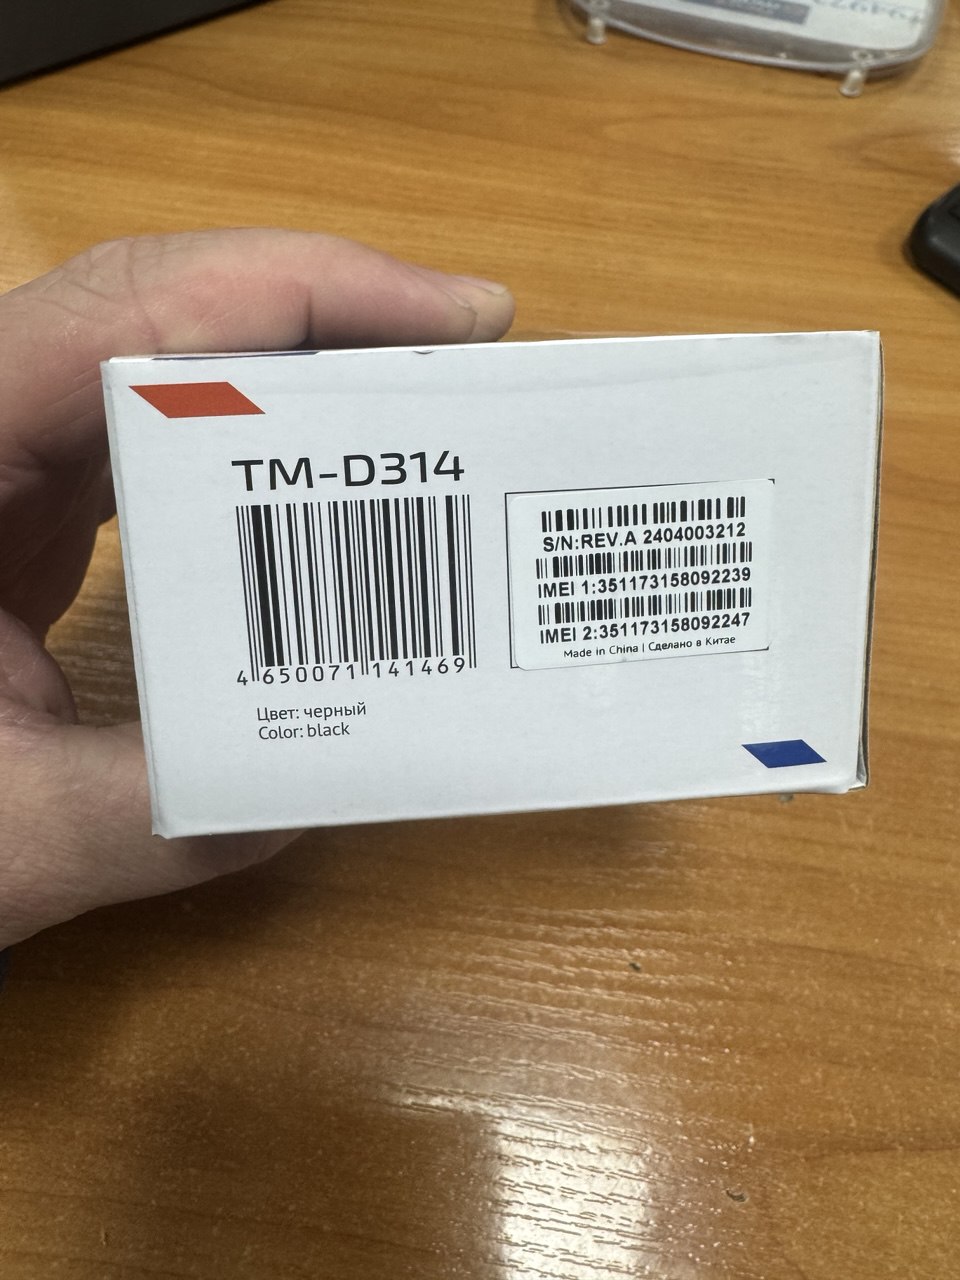 TM-D314
4 650071 141469
Цвет: черный
Color: black
S/N:REV.A 2404003212
IMEI 1:351173158092239
IMEI 2:351173158092247
Made in China | Сделано в Китае